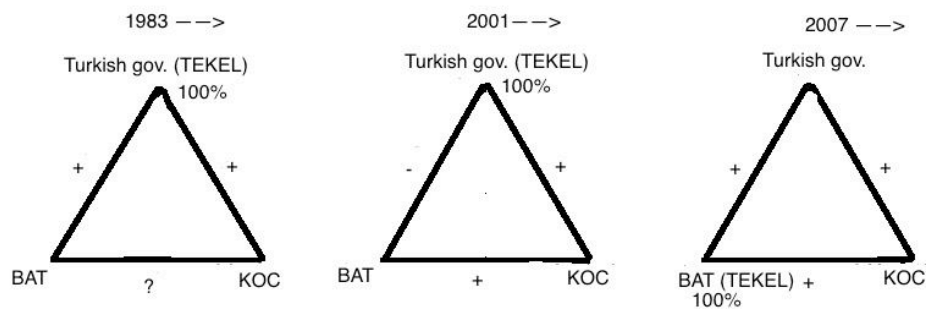 1983 ——>
Turkish gov. (TEKEL)
100%
+
+
BAT
?
KOC
2001——>
Turkish gov. (TEKEL)
100%
-
+
BAT
+
KOC
2007 ——>
Turkish gov.
+
+
BAT (TEKEL)
100%
+
KOC